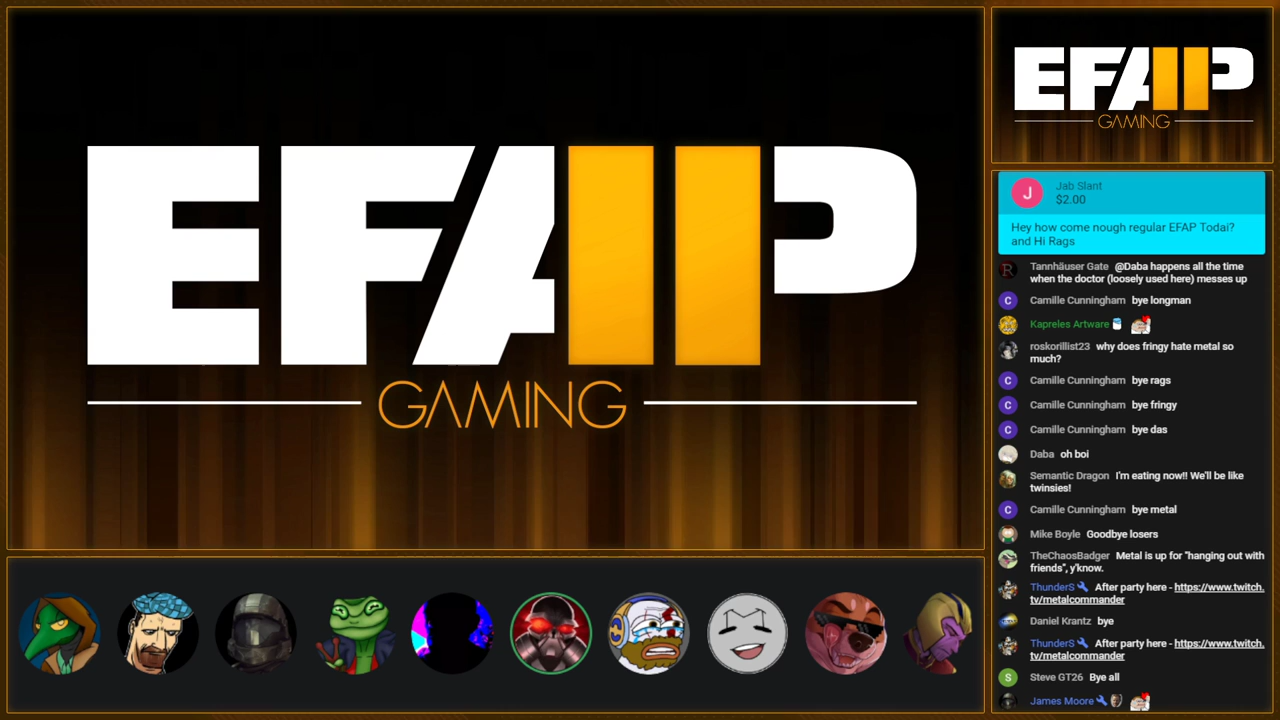 EFAP
GAMING
EFAP
GAMING
J
Jab Slant
$2.00
Hey how come nough regular EFAP Todai?
and Hi Rags
R
Tannhäuser Gate @Daba happens all the time
when the doctor (loosely used here) messes up
C Camille Cunningham bye longman
Kapreles Artware
roskorillist23 why does fringy hate metal so
much?
C Camille Cunningham bye rags
C Camille Cunningham bye fringy
C Camille Cunningham bye das
Daba oh boi
Semantic Dragon I'm eating now!! We'll be like
twinsies!
C Camille Cunningham bye metal
Mike Boyle Goodbye losers
TheChaosBadger Metal is up for "hanging out with
friends", y'know.
ThunderS After party here - https://www.twitch.
tv/metalcommander
Daniel Krantz bye
ThunderS After party here - https://www.twitch.
tv/metalcommander
S Steve GT26 Bye all
James Moore